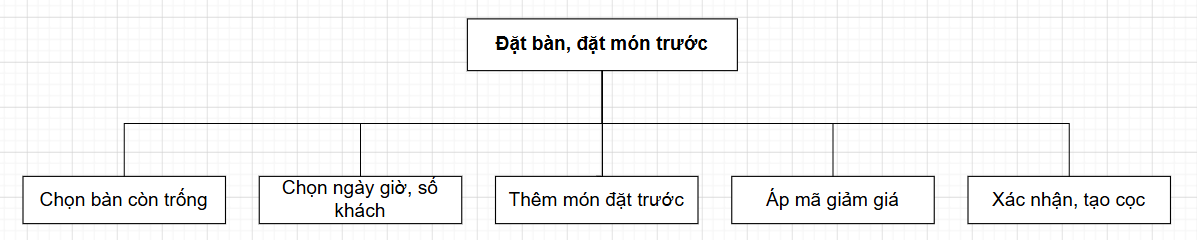 Đặt bàn, đặt món trước
Chọn bàn còn trống
Chọn ngày giờ, số
khách
Thêm món đặt trước
Áp mã giảm giá
Xác nhận, tạo cọc